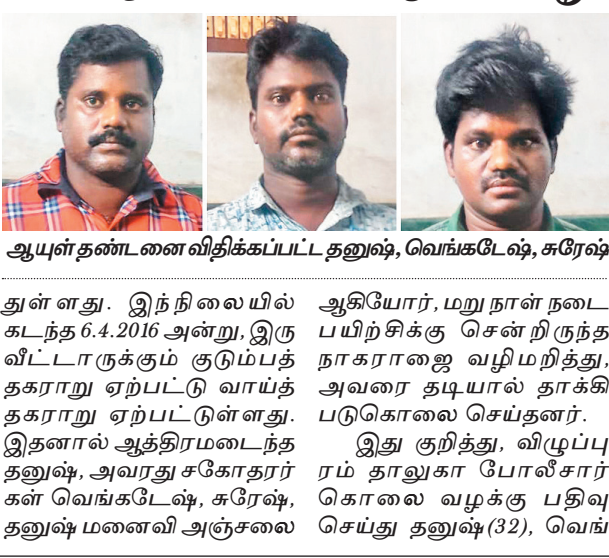 ஆயுள் தண்டனை விதிக்கப்பட்ட தனுஷ், வெங்கடேஷ், சுரேஷ்
துள்ளது. இந்நிலையில்
கடந்த 6.4.2016 அன்று, இரு
வீட்டாருக்கும் குடும்பத்
தகராறு ஏற்பட்டு வாய்த்
தகராறு ஏற்பட்டுள்ளது.
இதனால் ஆத்திரமடைந்த
தனுஷ், அவரது சகோதரர்
கள் வெங்கடேஷ், சுரேஷ்,
தனுஷ் மனைவி அஞ்சலை
ஆகியோர், மறு நாள் நடை
பயிற்சிக்கு சென்றிருந்த
நாகராஜை வழிமறித்து,
அவரை தடியால் தாக்கி
படுகொலை செய்தனர்.
இது குறித்து, விழுப்பு
ரம் தாலுகா போலீசார்
கொலை வழக்கு பதிவு
செய்து தனுஷ் (32), வெங்